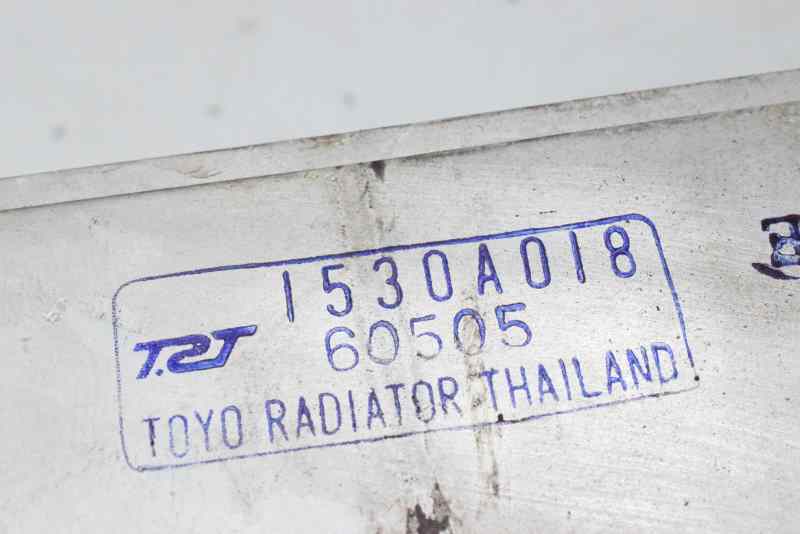 1530A018
60505
T.RT
TOYO RADIATOR THAILAND